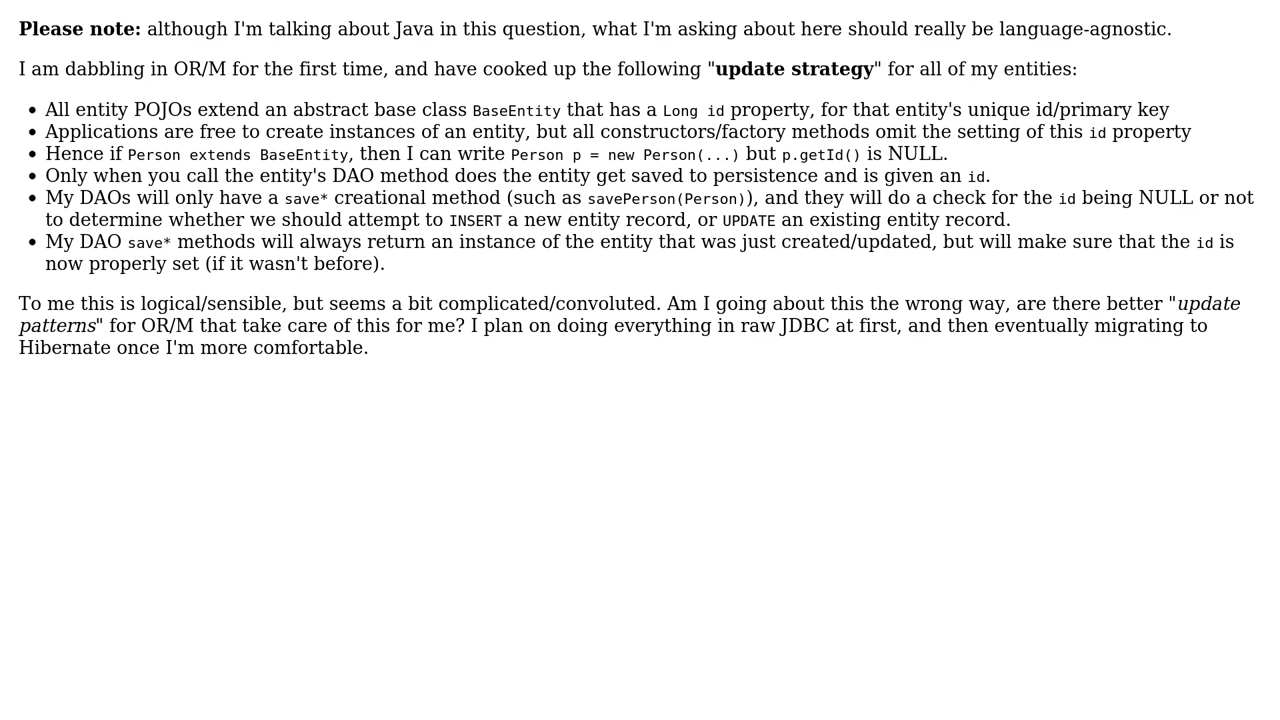 Please note: although I'm talking about Java in this question, what I'm asking about here should really be language-agnostic.
I am dabbling in OR/M for the first time, and have cooked up the following "update strategy" for all of my entities:
• All entity POJOs extend an abstract base class BaseEntity that has a Long id property, for that entity's unique id/primary key
• Applications are free to create instances of an entity, but all constructors/factory methods omit the setting of this id property
• Hence if Person extends BaseEntity, then I can write Person p = new Person(...) but p.getId() is NULL.
• Only when you call the entity's DAO method does the entity get saved to persistence and is given an id.
• My DAOs will only have a save* creational method (such as savePerson(Person)), and they will do a check for the id being NULL or not
to determine whether we should attempt to INSERT a new entity record, or UPDATE an existing entity record.
• My DAO save* methods will always return an instance of the entity that was just created/updated, but will make sure that the id is
now properly set (if it wasn't before).
To me this is logical/sensible, but seems a bit complicated/convoluted. Am I going about this the wrong way, are there better "update
patterns" for OR/M that take care of this for me? I plan on doing everything in raw JDBC at first, and then eventually migrating to
Hibernate once I'm more comfortable.